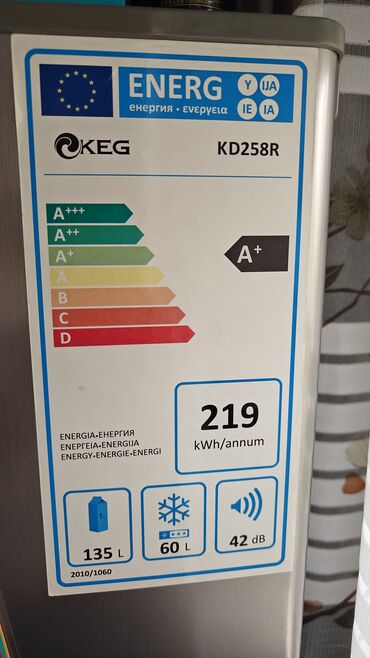 ENERG Y IJA
енергия · ενεργεια IE IA
KEG KD258R
A+++
A++
A+ A+
A
B
C
D
219
kWh/annum
ENERGIA·ЕНЕРГИЯ
ΕΝΕΡΓΕΙΑ·ENERGIJA
ENERGY·ENERGIE·ENERGI
1L
135 L 60 L 42 dB
2010/1060